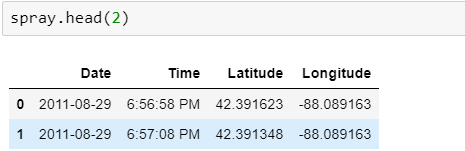 spray.head(2)
Date Time Latitude Longitude
0 2011-08-29 6:56:58 PM 42.391623 -88.089163
1 2011-08-29 6:57:08 PM 42.391348 -88.089163